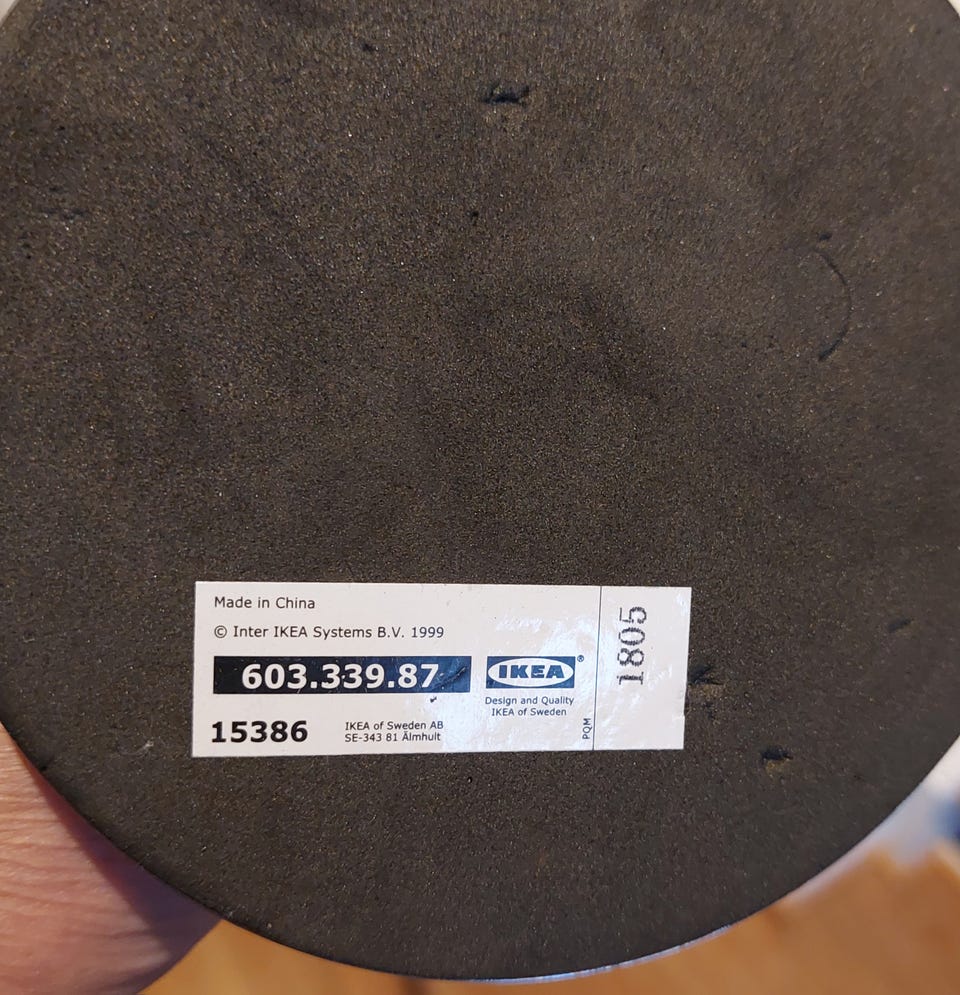 Made in China
© Inter IKEA Systems B.V. 1999
603.339.87
IKEA®
Design and Quality
IKEA of Sweden
15386
IKEA of Sweden AB
SE-343 81 Älmhult
PQM
1805